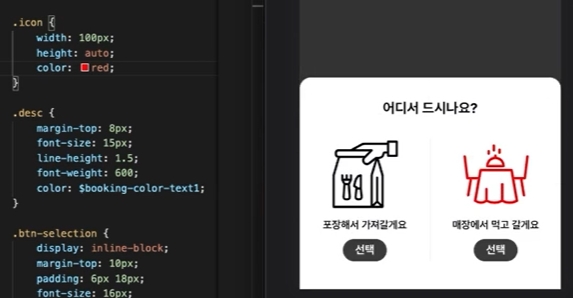 .icon {
width: 100px;
height: auto;
color: red;
}
.desc {
margin-top: 8px;
font-size: 15px;
line-height: 1.5;
font-weight: 600;
color: $booking-color-text1;
}
.btn-selection {
display: inline-block;
margin-top: 10px;
padding: 6px 18px;
font-size: 16px;
어디서 드시나요?
포장해서 가져갈게요
매장에서 먹고 갈게요
선택
선택